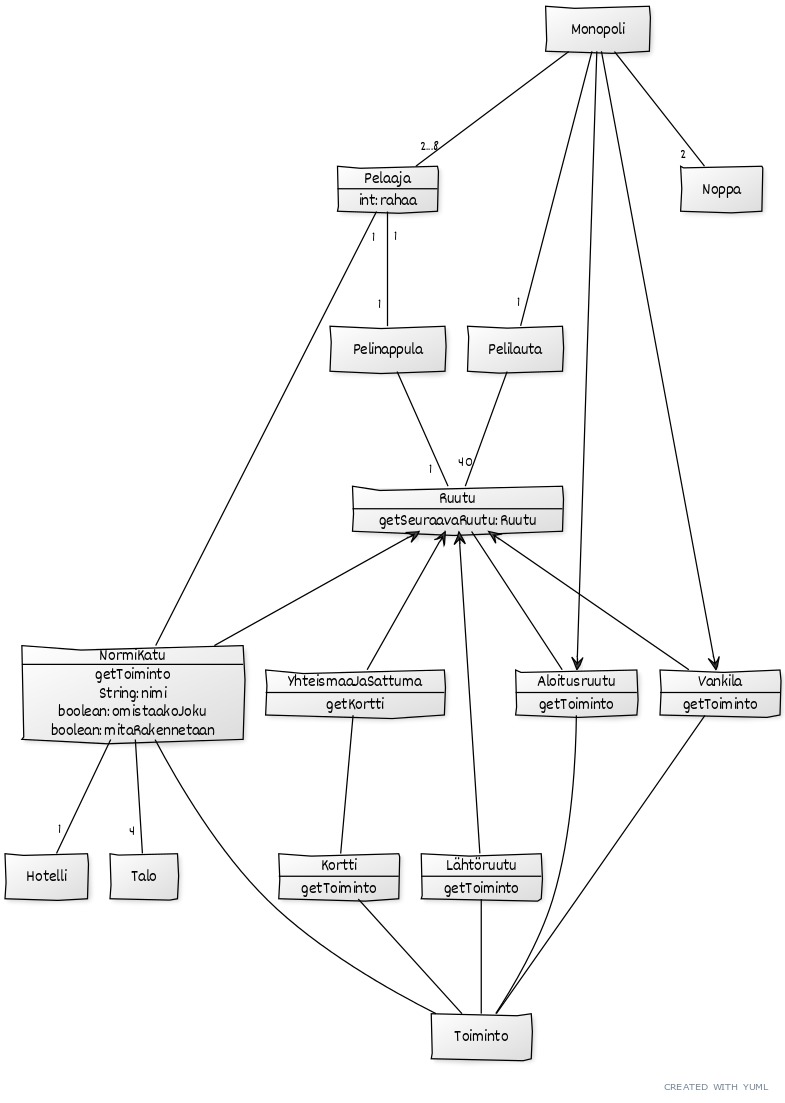 Monopoli
2...8
2
Pelaaja
int: rahaa
Noppa
1
1
1
1
Pelinappula
Pelilauta
1
40
Ruutu
getSeuraavaRuutu: Ruutu
NormiKatu
getToiminto
String: nimi
boolean: omistaakoJoku
boolean: mitaRakennetaan
YhteismaaJaSattuma
getKortti
Aloitusruutu
getToiminto
Vankila
getToiminto
1
4
Hotelli
Talo
Kortti
getToiminto
Lähtöruutu
getToiminto
Toiminto
CREATED WITH YUML